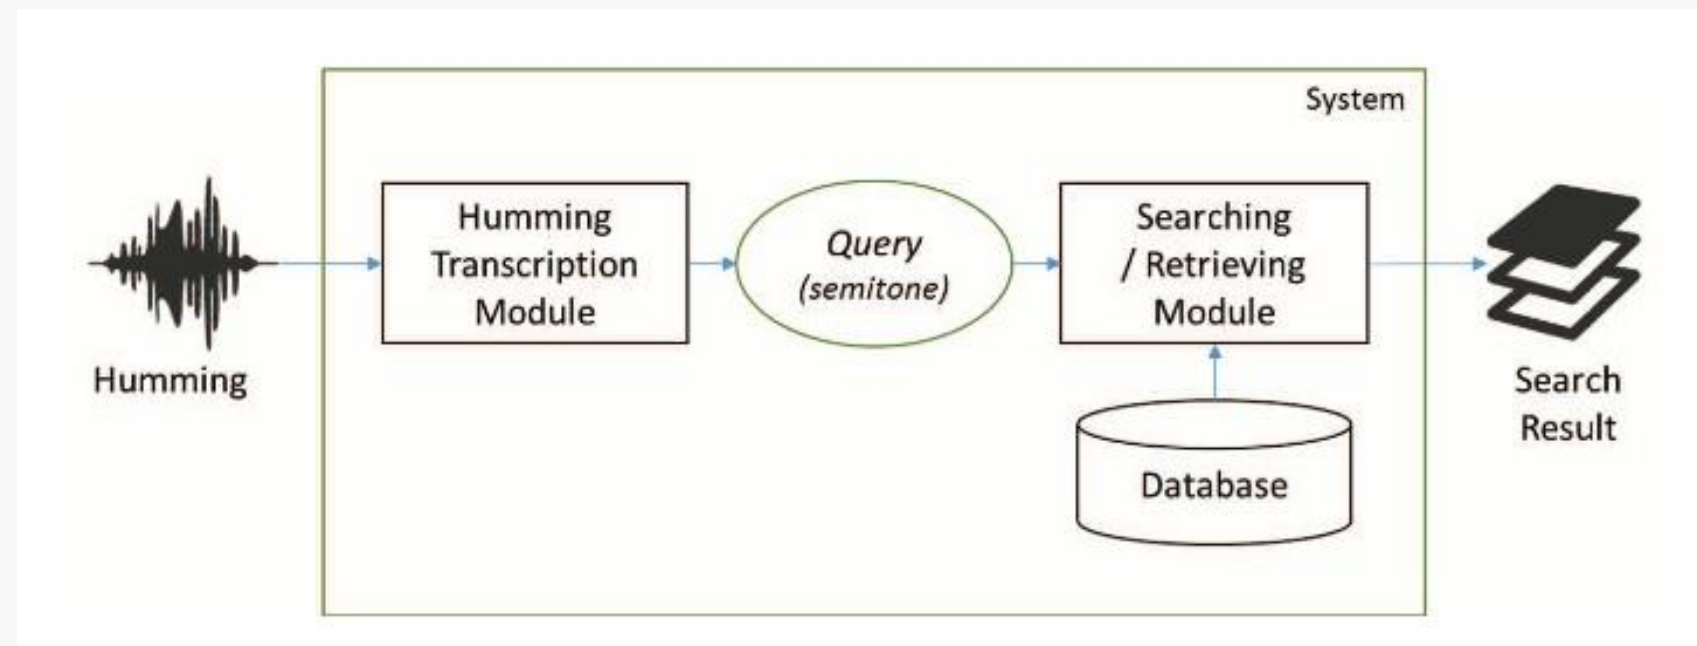 System
Humming
Transcription
Module
Query
(semitone)
Searching
/ Retrieving
Module
Humming
Search
Result
Database